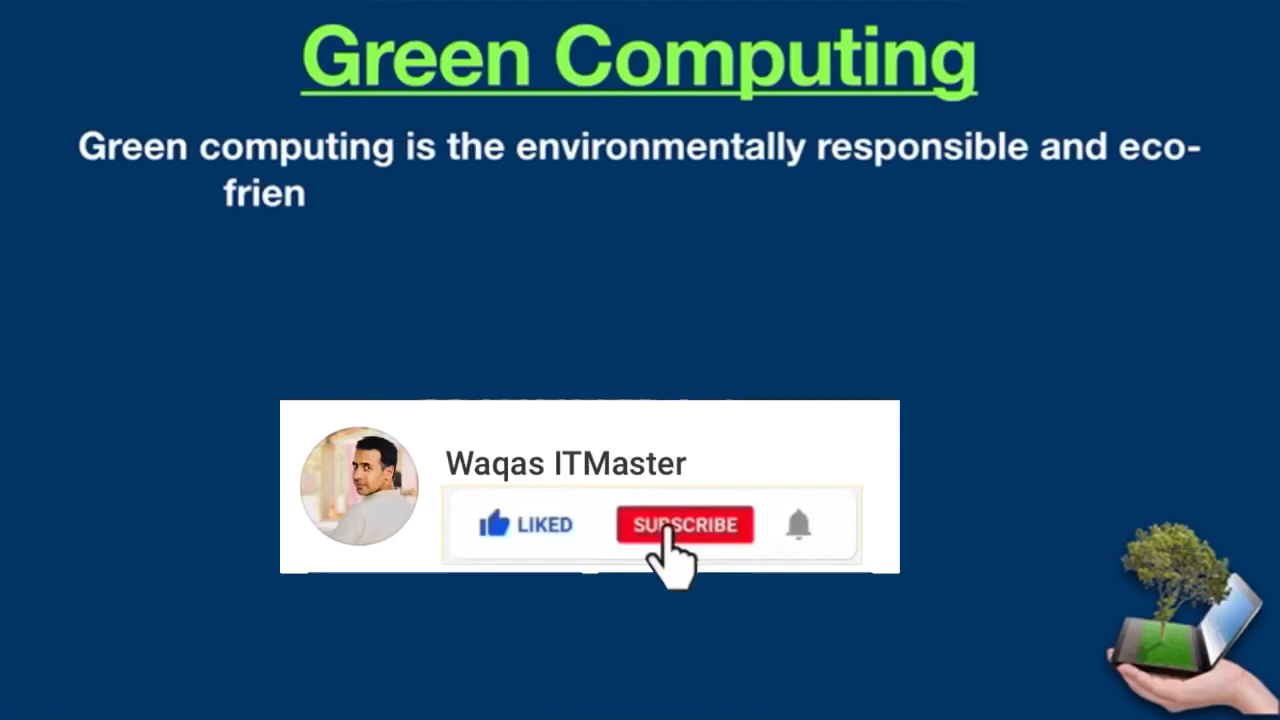 Green Computing
Green computing is the environmentally responsible and eco-
frien
Waqas ITMaster
LIKED
SUBSCRIBE